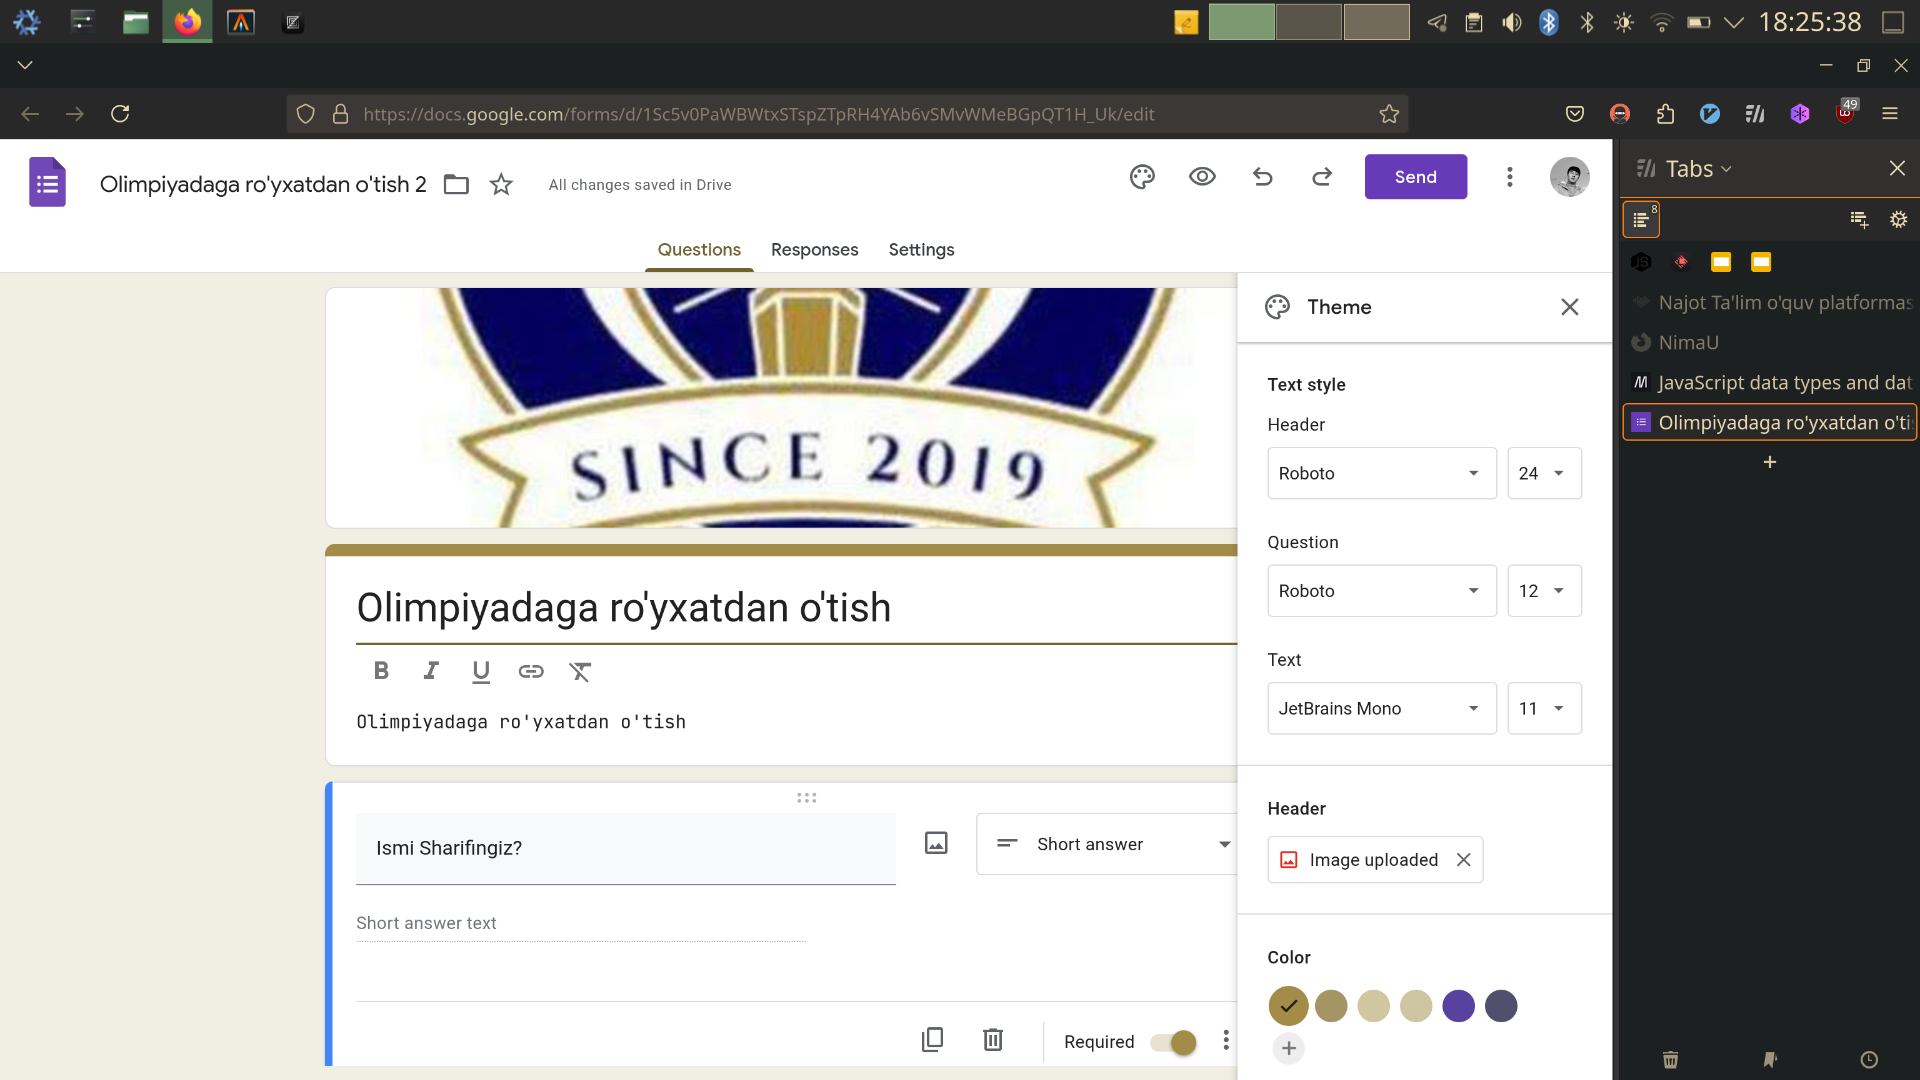 18:25:38
https://docs.google.com/forms/d/1Sc5v0PaWBWtxSTspZTpRH4YAb6vSMvWMeBGpQT1H_Uk/edit
49
Olimpiyadaga ro'yxatdan o'tish 2
All changes saved in Drive
Send
Questions
Responses
Settings
SINCE 2019
Olimpiyadaga ro'yxatdan o'tish
Olimpiyadaga ro'yxatdan o'tish
Ismi Sharifingiz?
Short answer
Short answer text
Required
Theme
Text style
Header
Roboto
24
Question
Roboto
12
Text
JetBrains Mono
11
Header
Image uploaded
Color
Tabs
8
Najot Ta'lim o'quv platformas
NimaU
JavaScript data types and dat
Olimpiyadaga ro'yxatdan o'ti